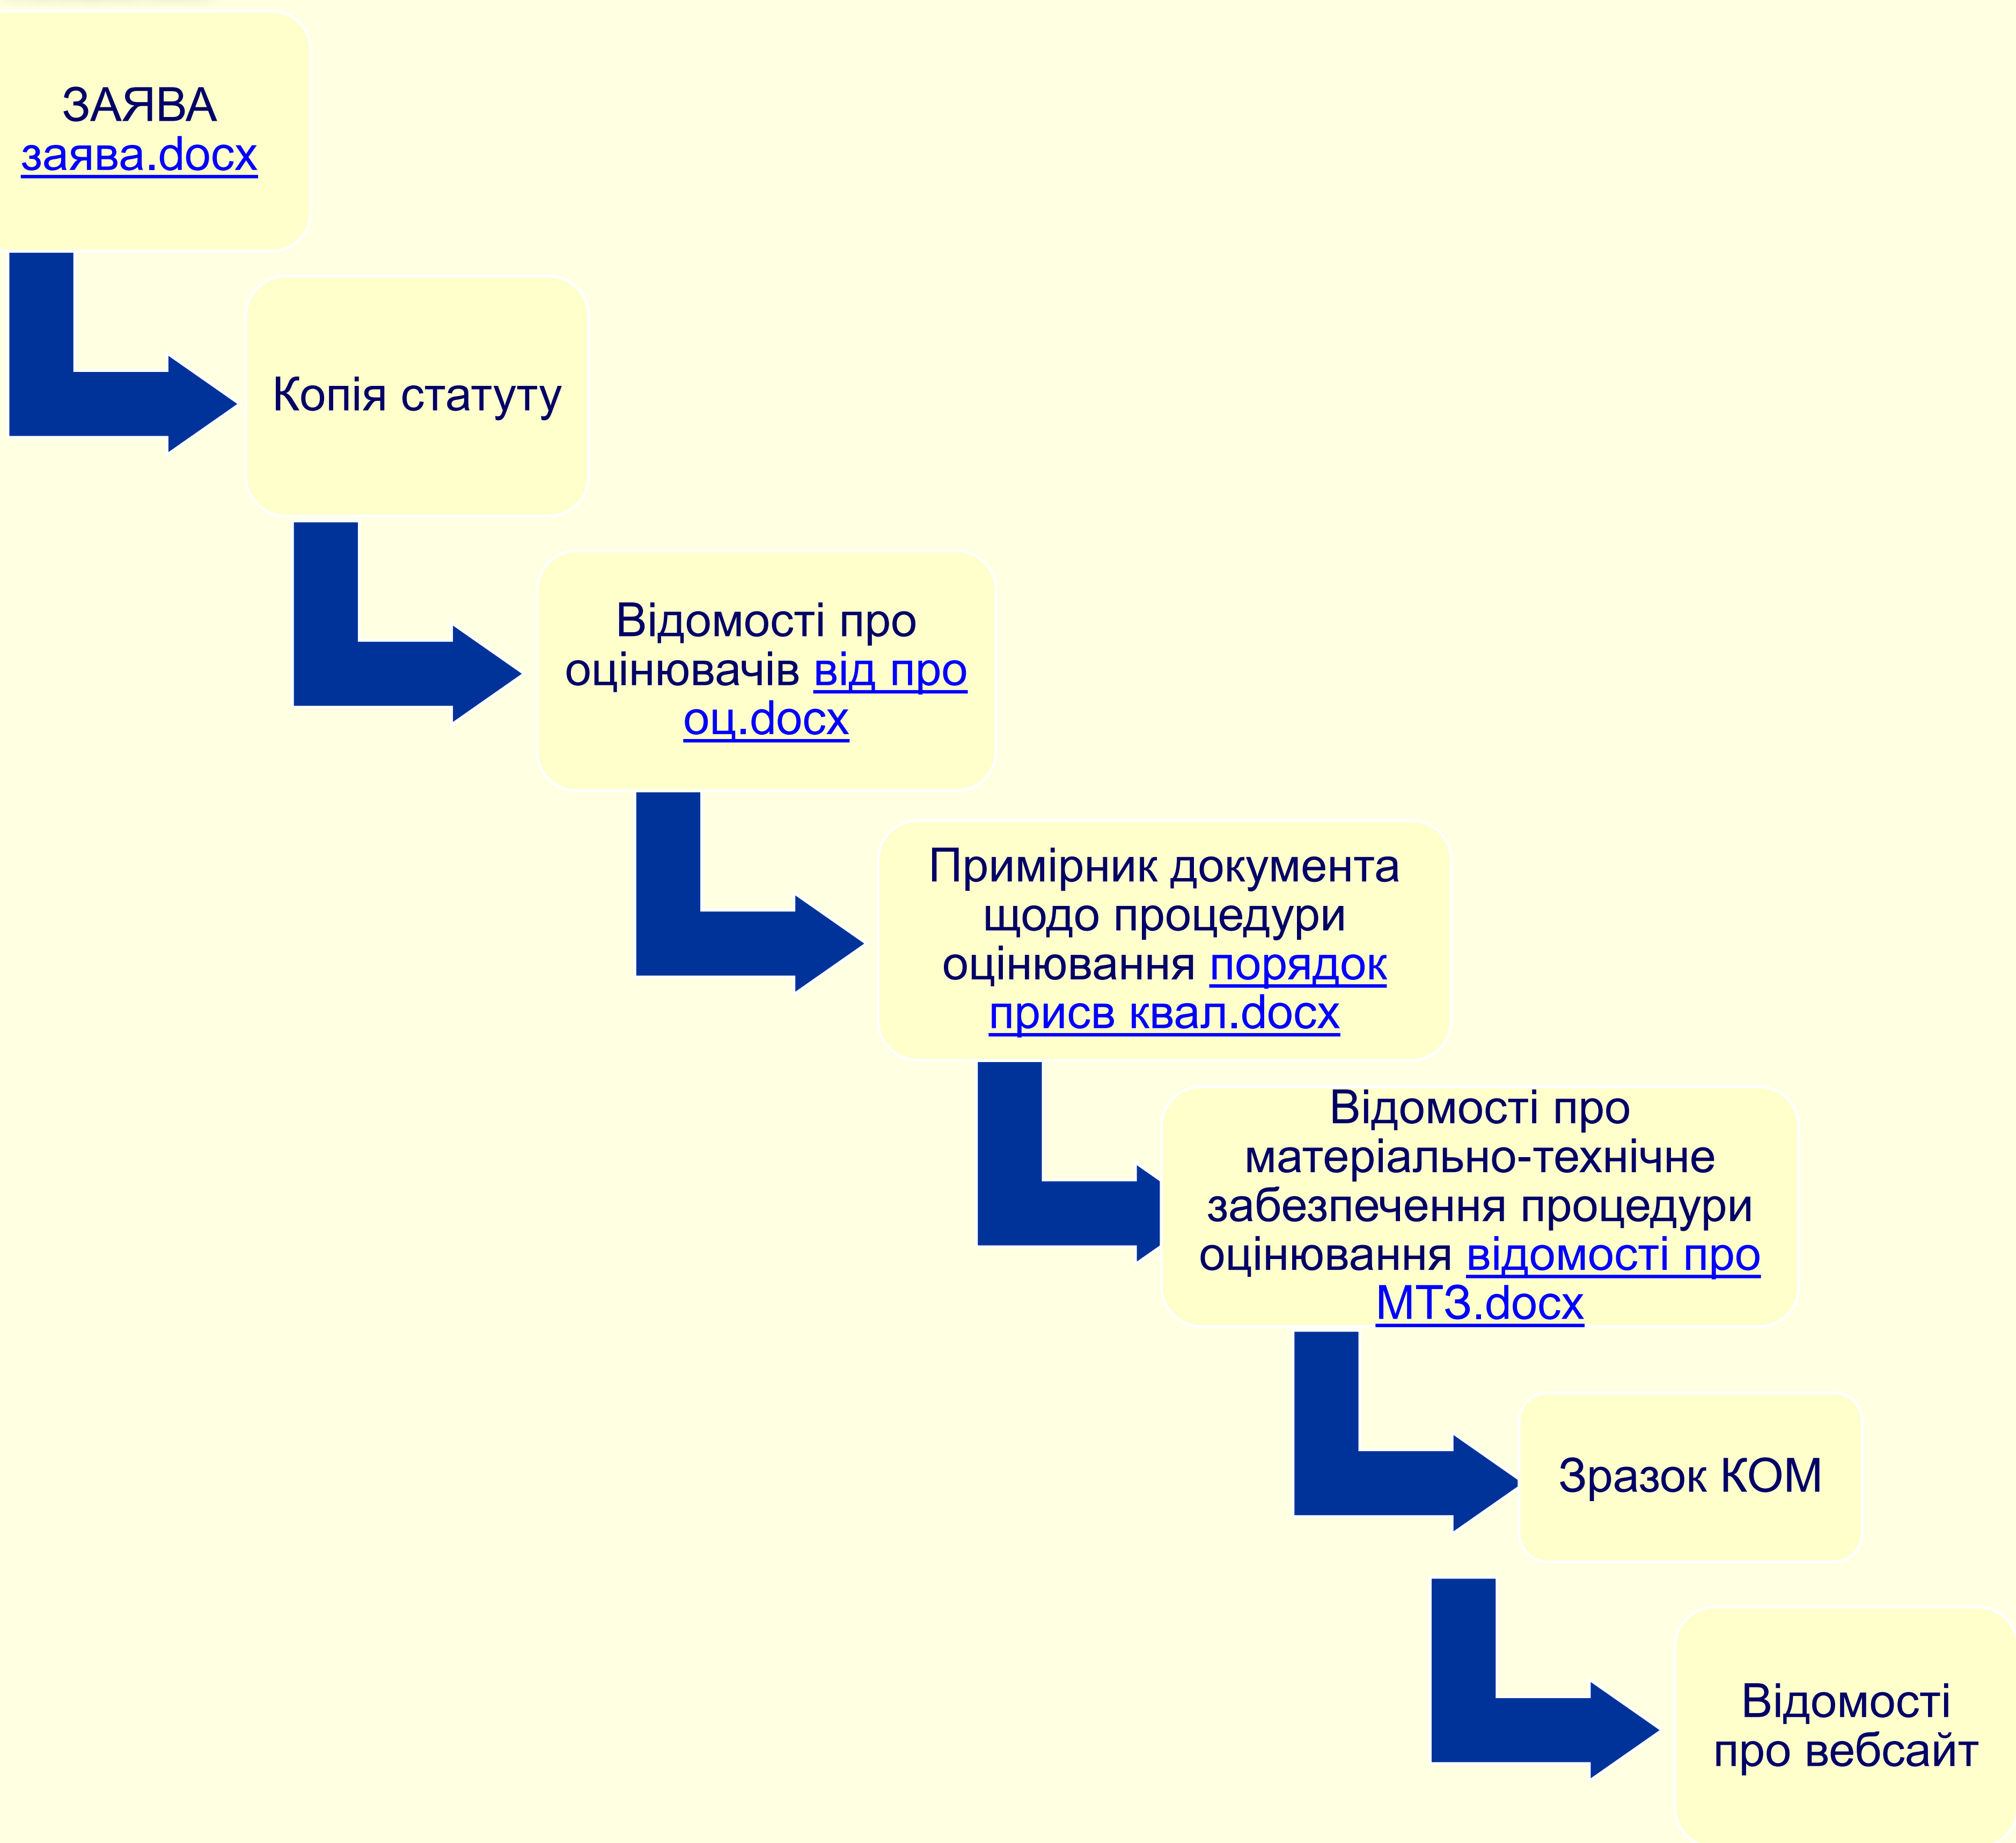 ЗАЯВА
заява.docx
Копія статуту
Відомості про
оцінювачів від про
оц.docx
Примірник документа
щодо процедури
оцінювання порядок
присв квал.docx
Відомості про
матеріально-технічне
забезпечення процедури
оцінювання відомості про
МТЗ.docx
Зразок КОМ
Відомості
про вебсайт